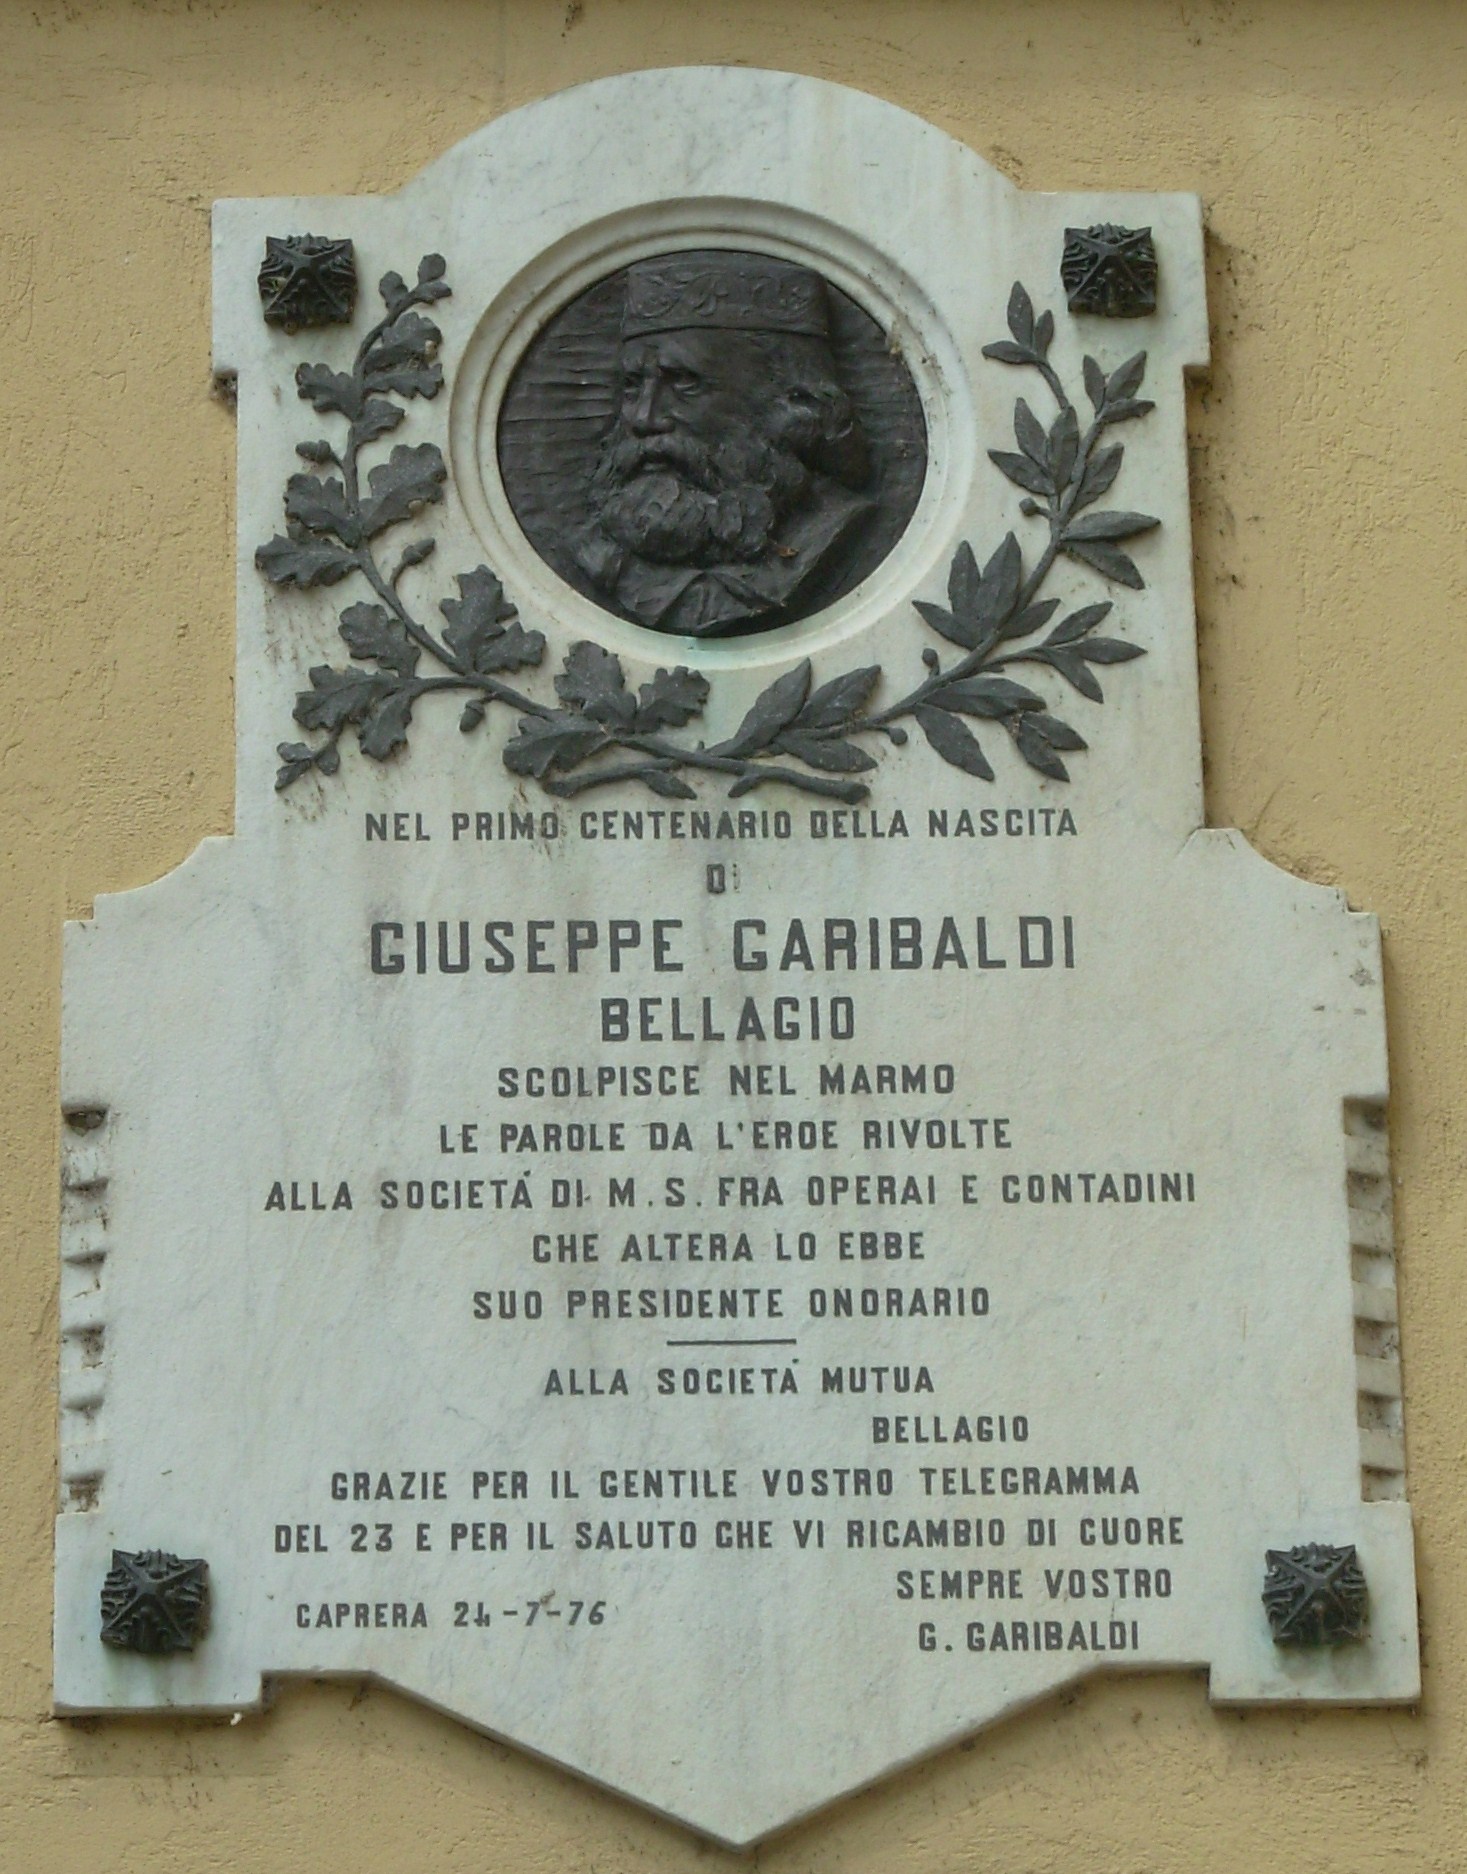 NEL PRIMO CENTENARIO DELLA NASCITA
DI
GIUSEPPE GARIBALDI
BELLAGIO
SCOLPISCE NEL MARMO
LE PAROLE DA L'EROE RIVOLTE
ALLA SOCIETÀ DI M.S. FRA OPERAI E CONTADINI
CHE ALTERA LO EBBE
SUO PRESIDENTE ONORARIO
ALLA SOCIETÀ MUTUA
BELLAGIO
GRAZIE PER IL GENTILE VOSTRO TELEGRAMMA
DEL 23 E PER IL SALUTO CHE VI RICAMBIO DI CUORE
SEMPRE VOSTRO
CAPRERA 24-7-76
G. GARIBALDI